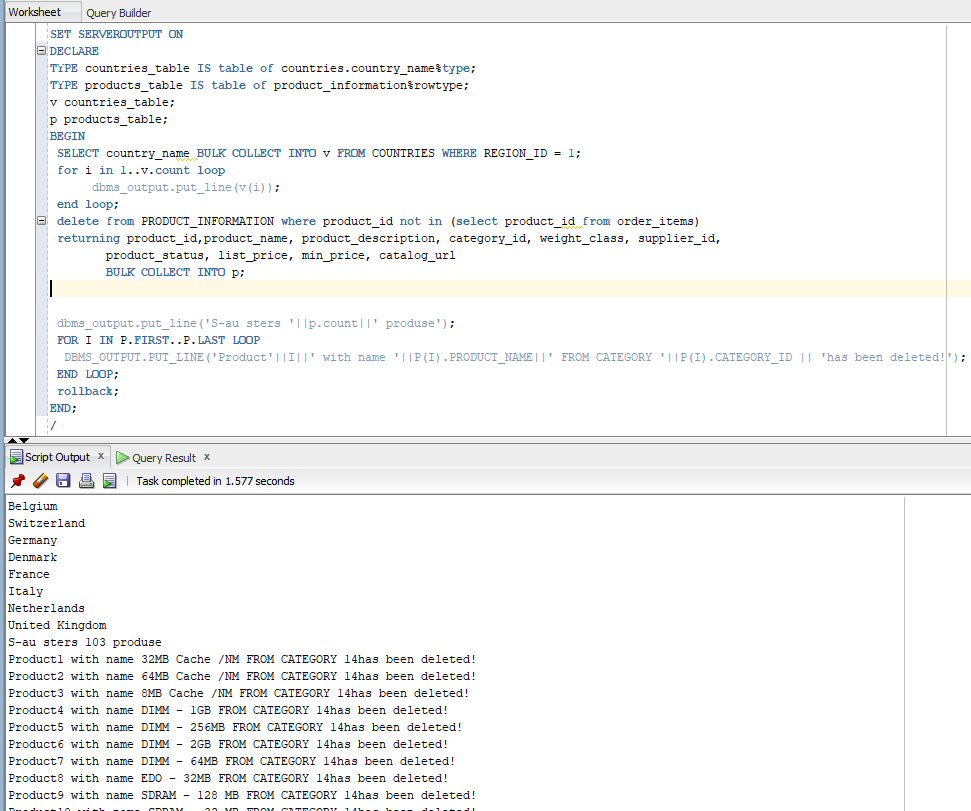 Worksheet Query Builder
SET SERVEROUTPUT ON
DECLARE
TYPE countries_table IS table of countries.country_name%type;
TYPE products_table IS table of product_information%rowtype;
v countries_table;
p products_table;
BEGIN
SELECT country_name BULK COLLECT INTO v FROM COUNTRIES WHERE REGION_ID = 1;
for i in 1..v.count loop
dbms_output.put_line(v(i));
end loop;
delete from PRODUCT_INFORMATION where product_id not in (select product_id from order_items)
returning product_id,product_name, product_description, category_id, weight_class, supplier_id,
product_status, list_price, min_price, catalog_url
BULK COLLECT INTO p;
dbms_output.put_line('S-au sters '||p.count||' produse');
FOR I IN P.FIRST..P.LAST LOOP
DBMS_OUTPUT.PUT_LINE('Product'||I||' with name '||P(I).PRODUCT_NAME||' FROM CATEGORY '||P(I).CATEGORY_ID || 'has been deleted!');
END LOOP;
rollback;
END;
/
Script Output x Query Result x
Task completed in 1.577 seconds
Belgium
Switzerland
Germany
Denmark
France
Italy
Netherlands
United Kingdom
S-au sters 103 produse
Product1 with name 32MB Cache /NM FROM CATEGORY 14has been deleted!
Product2 with name 64MB Cache /NM FROM CATEGORY 14has been deleted!
Product3 with name 8MB Cache /NM FROM CATEGORY 14has been deleted!
Product4 with name DIMM - 1GB FROM CATEGORY 14has been deleted!
Product5 with name DIMM - 256MB FROM CATEGORY 14has been deleted!
Product6 with name DIMM - 2GB FROM CATEGORY 14has been deleted!
Product7 with name DIMM - 64MB FROM CATEGORY 14has been deleted!
Product8 with name EDO - 32MB FROM CATEGORY 14has been deleted!
Product9 with name SDRAM - 128 MB FROM CATEGORY 14has been deleted!